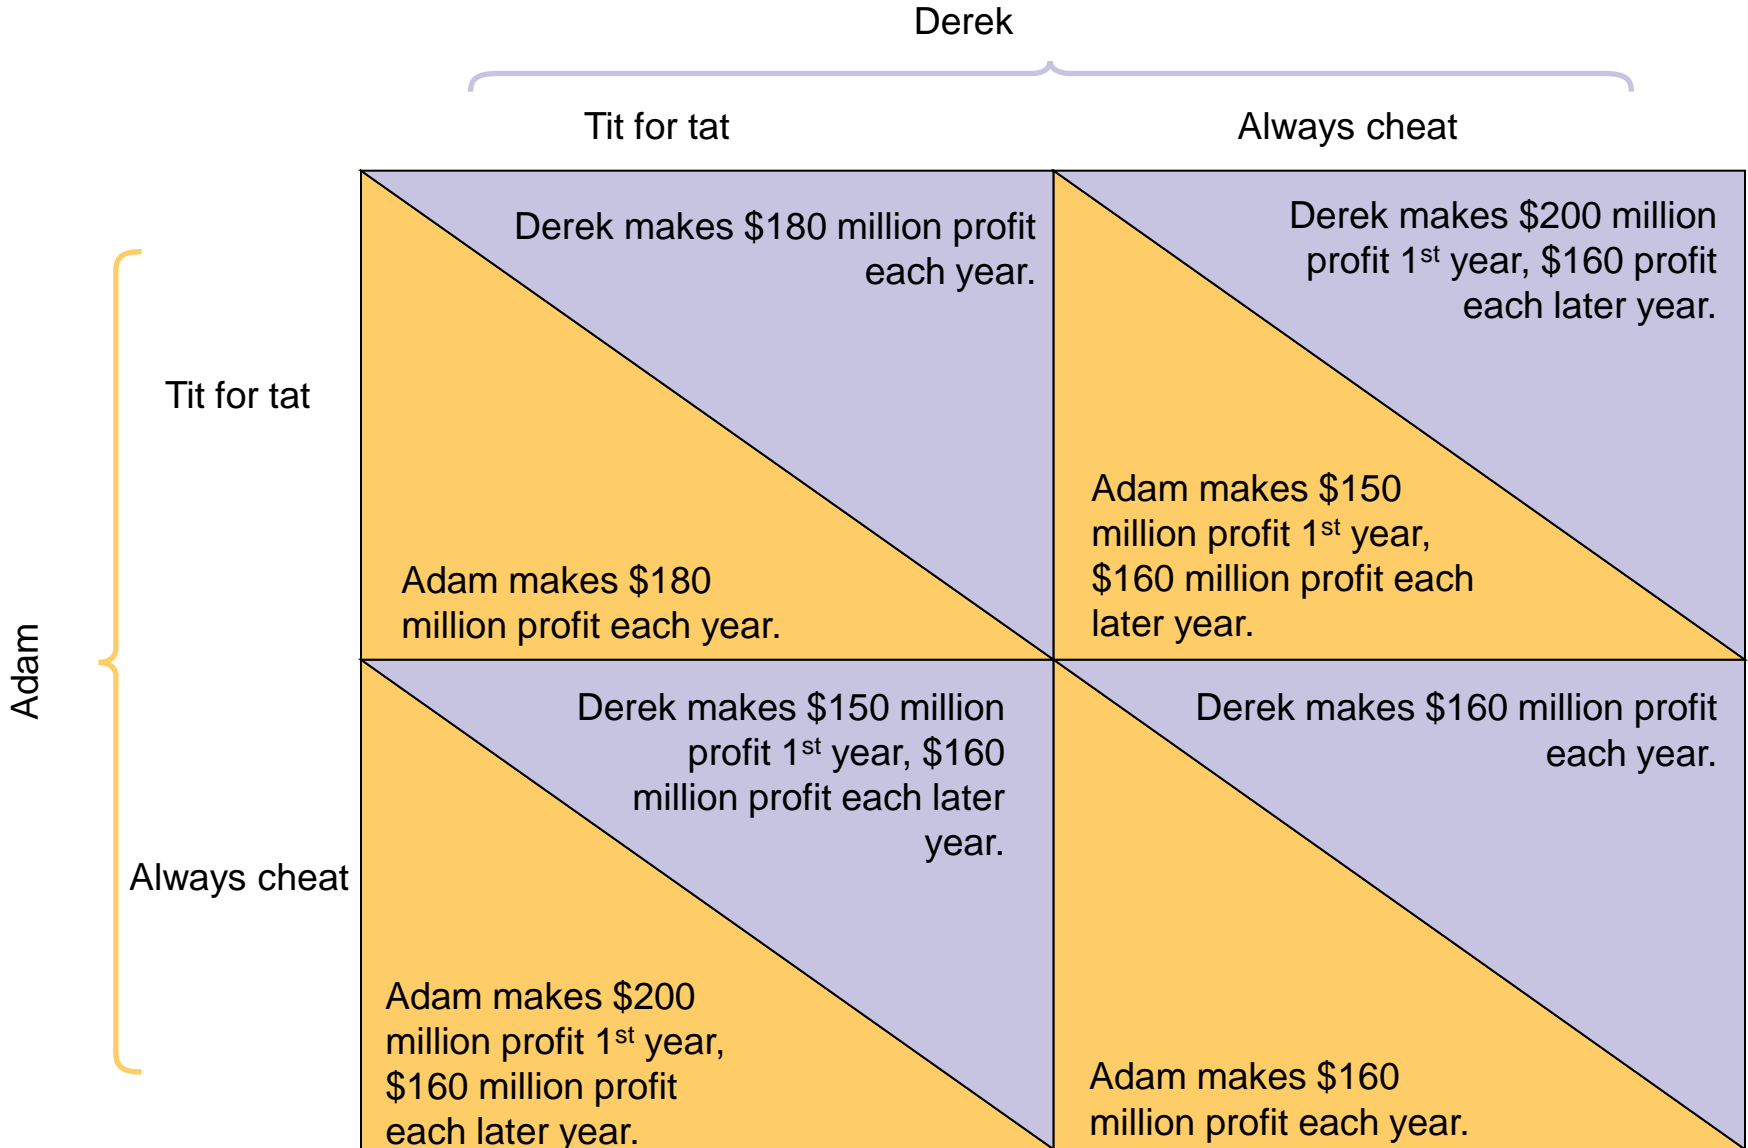 Derek
Tit for tat
Always cheat
Derek makes $180 million profit
each year.
Derek makes $200 million
profit 1st year, $160 profit
each later year.
Adam
Tit for tat
Adam makes $180
million profit each year.
Adam makes $150
million profit 1st year,
$160 million profit each
later year.
Always cheat
Derek makes $150 million
profit 1st year, $160
million profit each later
year.
Derek makes $160 million profit
each year.
Adam makes $200
million profit 1st year,
$160 million profit
each later year.
Adam makes $160
million profit each year.